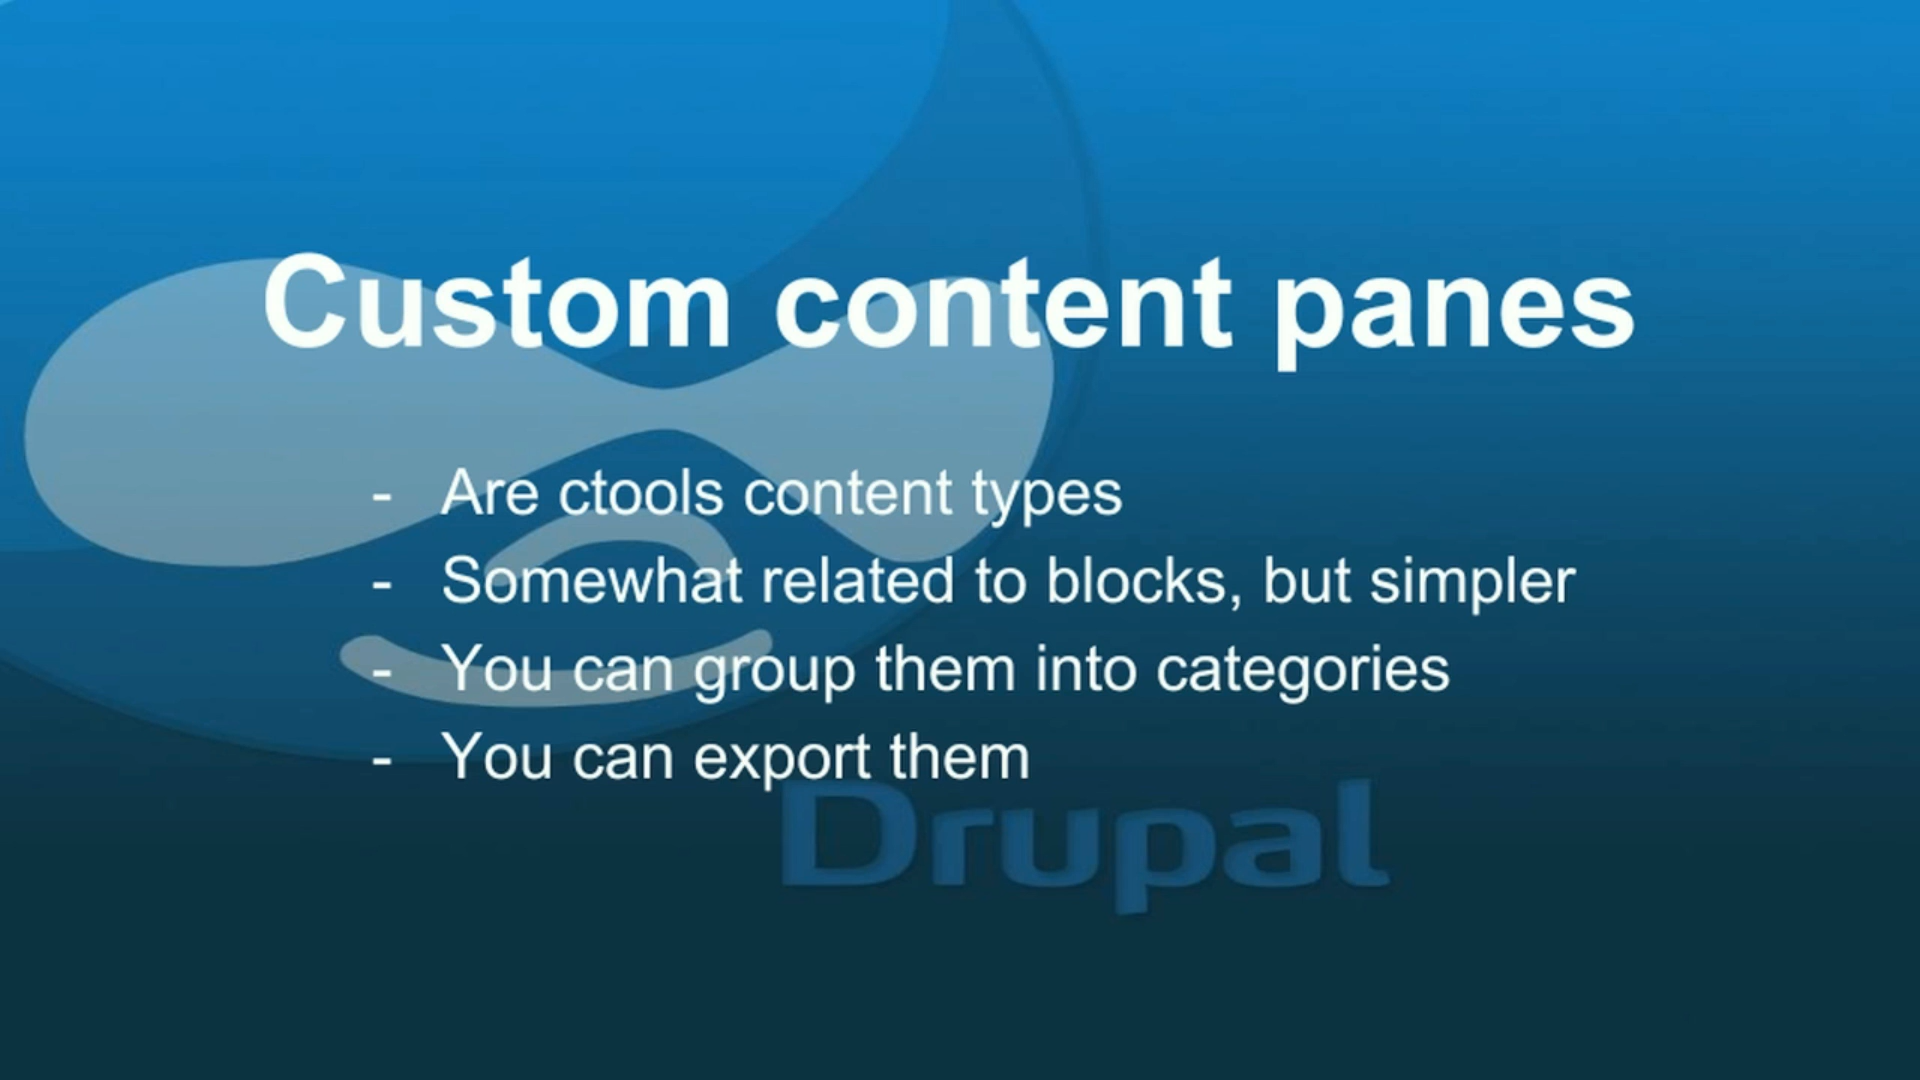 Custom content panes
- Are ctools content types
- Somewhat related to blocks, but simpler
- You can group them into categories
- You can export them
Drupal